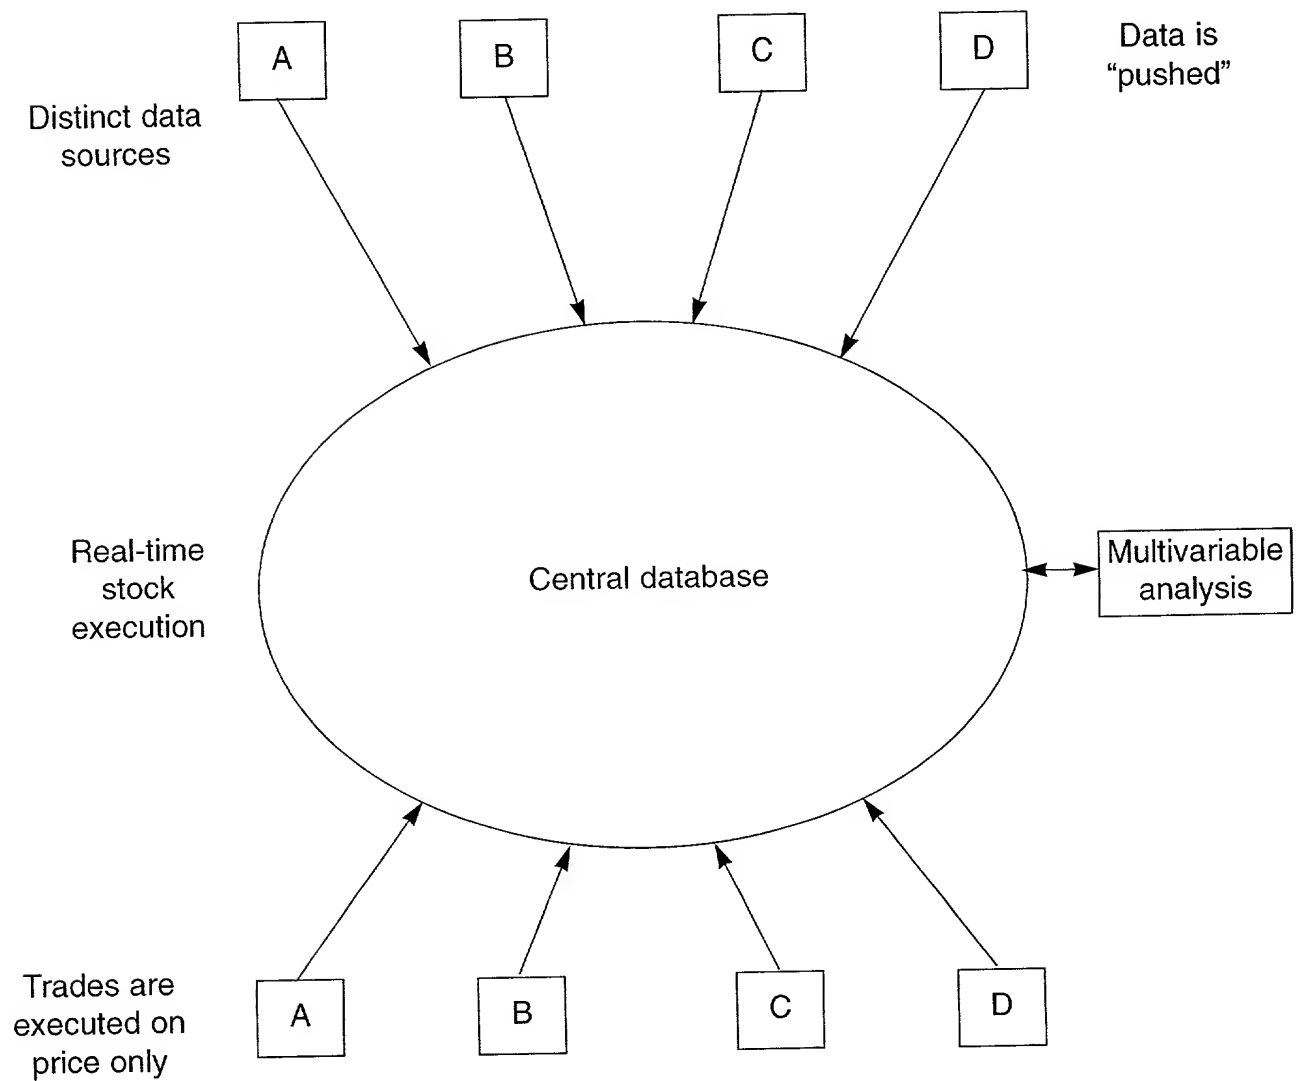 A
B
C
D
Data is
“pushed”
Distinct data
sources
Real-time
stock
execution
Central database
Multivariable
analysis
Trades are
executed on
price only
A
B
C
D